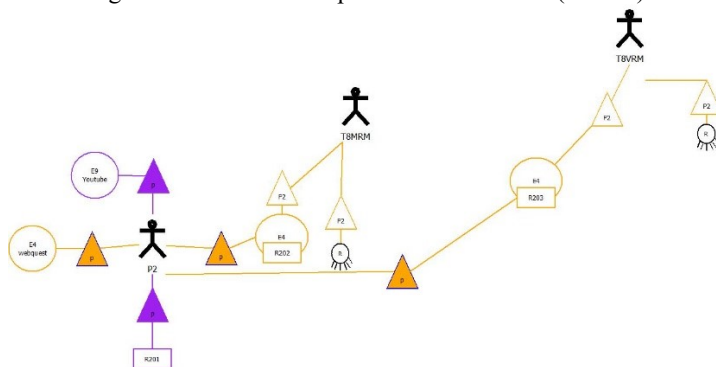 T8VRM
P2
P2
R
T8MRM
E9
Youtube
P
P2
E4
R203
P2
E4
webquest
P
P
E4
R202
R
P2
P
P
R201